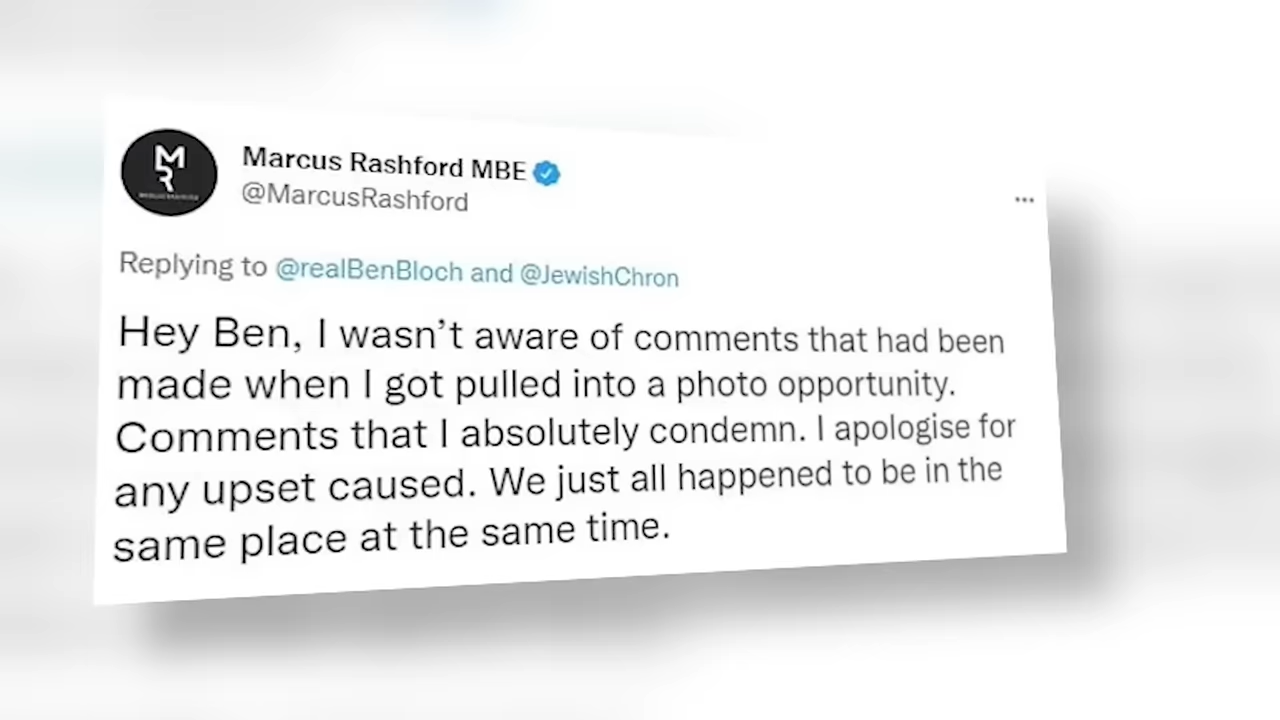 MR
Marcus Rashford MBE
@MarcusRashford
Replying to @realBenBloch and @JewishChron
Hey Ben, I wasn’t aware of comments that had been
made when I got pulled into a photo opportunity.
Comments that I absolutely condemn. I apologise for
any upset caused. We just all happened to be in the
same place at the same time.